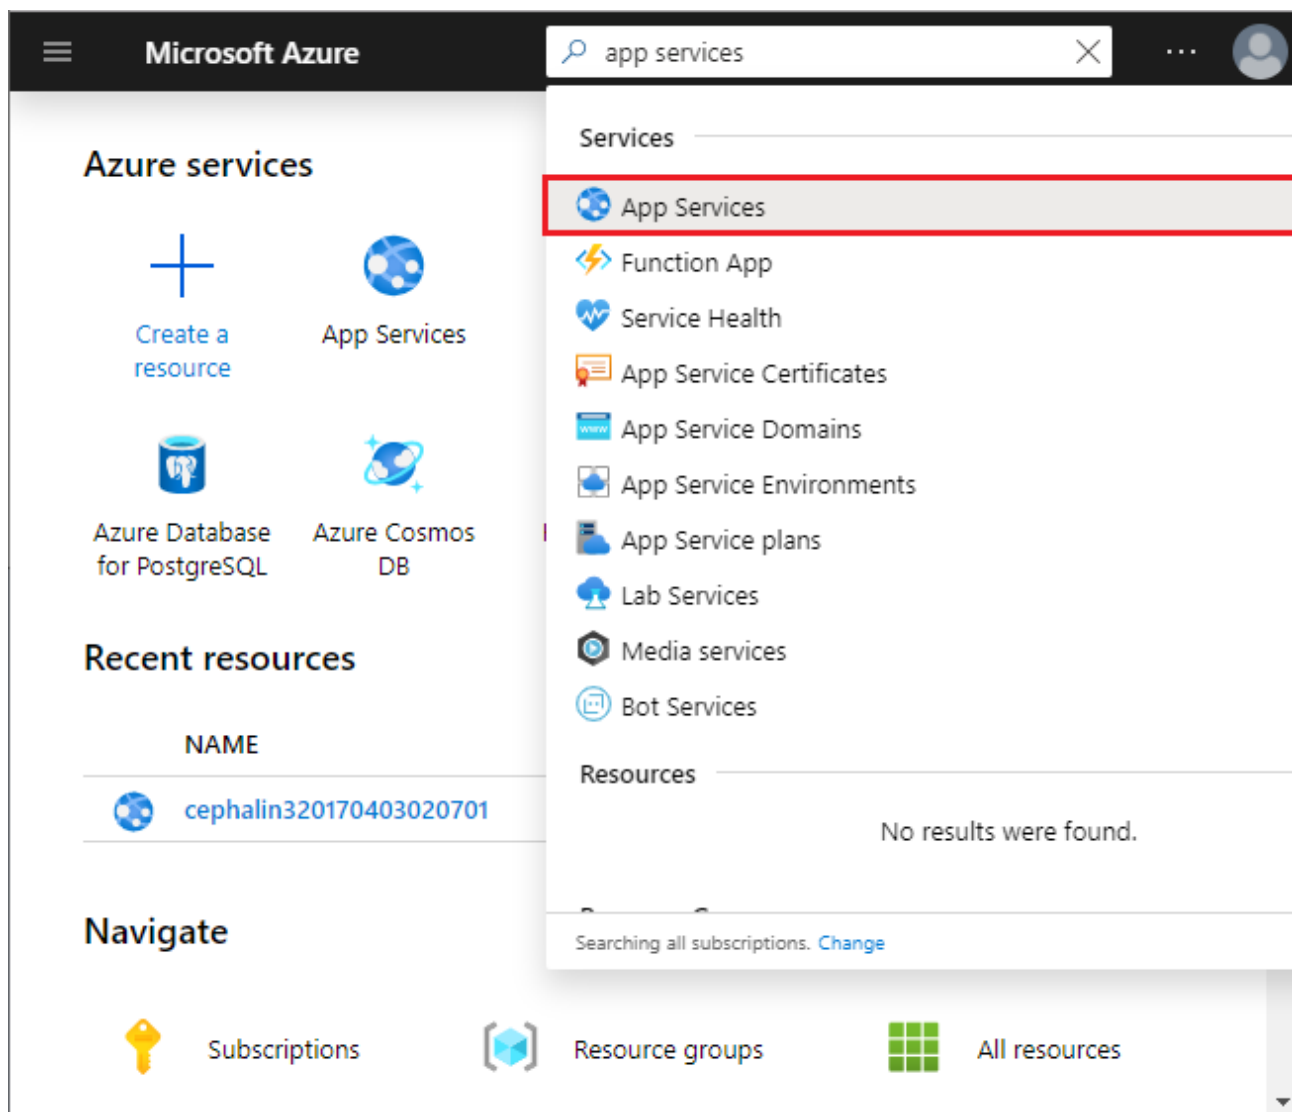 Microsoft Azure
app services
Azure services
Create a
resource
App Services
Azure Database
for PostgreSQL
Azure Cosmos
DB
Recent resources
NAME
cephalin320170403020701
Navigate
Subscriptions
Resource groups
All resources
Services
App Services
Function App
Service Health
App Service Certificates
App Service Domains
App Service Environments
App Service plans
Lab Services
Media services
Bot Services
Resources
No results were found.
Searching all subscriptions. Change